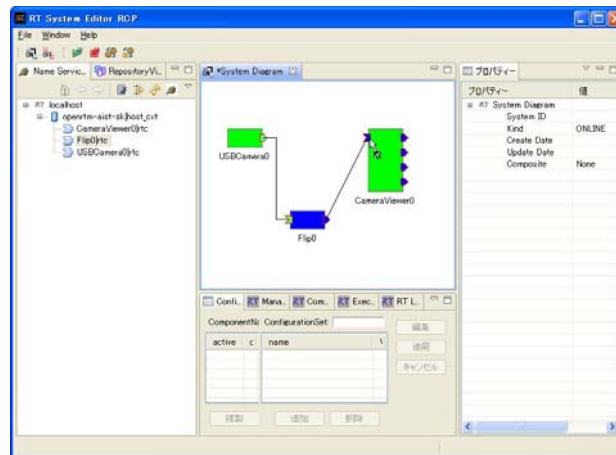 RT System Editor RCP
File Window Help
Name Servic..
RepositoryVi..
RT localhost
openrtm-aist-sk|host_cxt
CameraViewer0|rtc
Flip0|rtc
USBCamera0|rtc
*System Diagram
USBCamera0
CameraViewer0
Flip0
Confi..
RT Mana..
RT Com..
RT Exec..
RT RT L..
ComponentNa
ConfigurationSet:
active
c
name
編集
適用
キャンセル
複製
追加
削除
プロパティー
プロパティー 値
RT System Diagram
System ID
Kind ONLINE
Create Date
Update Date
Composite None